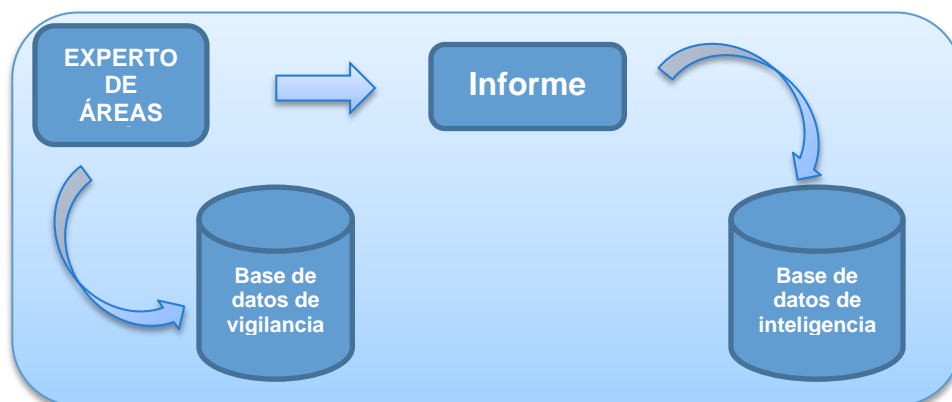 EXPERTO
DE
ÁREAS
Informe
Base de
datos de
vigilancia
Base de
datos de
inteligencia